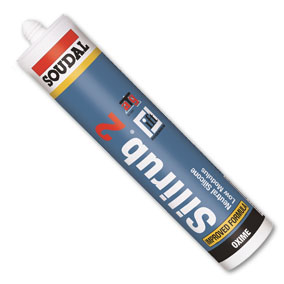 SOUDAL
Silirub® 2
Neutral Silicone
Low Modulus
IMPROVED FORMULA
OXIME